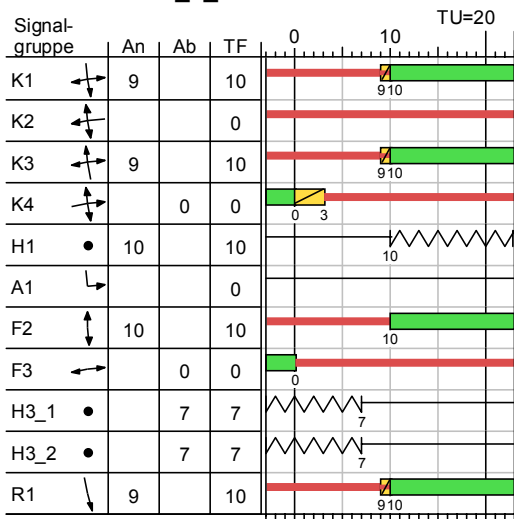 TU=20
Signal-
gruppe An Ab TF 0 10
K1 9 10 9 10
K2 0
K3 9 10 9 10
K4 0 0 0 3
H1 10 10 10
A1 0
F2 10 10 10
F3 0 0 0
H3_1 7 7 7
H3_2 7 7 7
R1 9 10 9 10